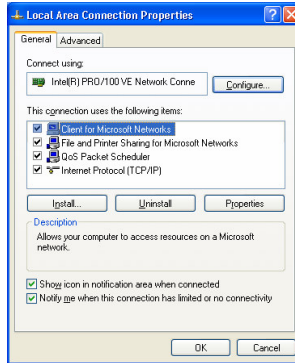 Local Area Connection Properties
General
Advanced
Connect using:
Intel(R) PRO/100 VE Network Conne
Configure...
This connection uses the following items:
Client for Microsoft Networks
File and Printer Sharing for Microsoft Networks
QoS Packet Scheduler
Internet Protocol (TCP/IP)
Install...
Uninstall
Properties
Description
Allows your computer to access resources on a Microsoft
network.
Show icon in notification area when connected
Notify me when this connection has limited or no connectivity
OK
Cancel